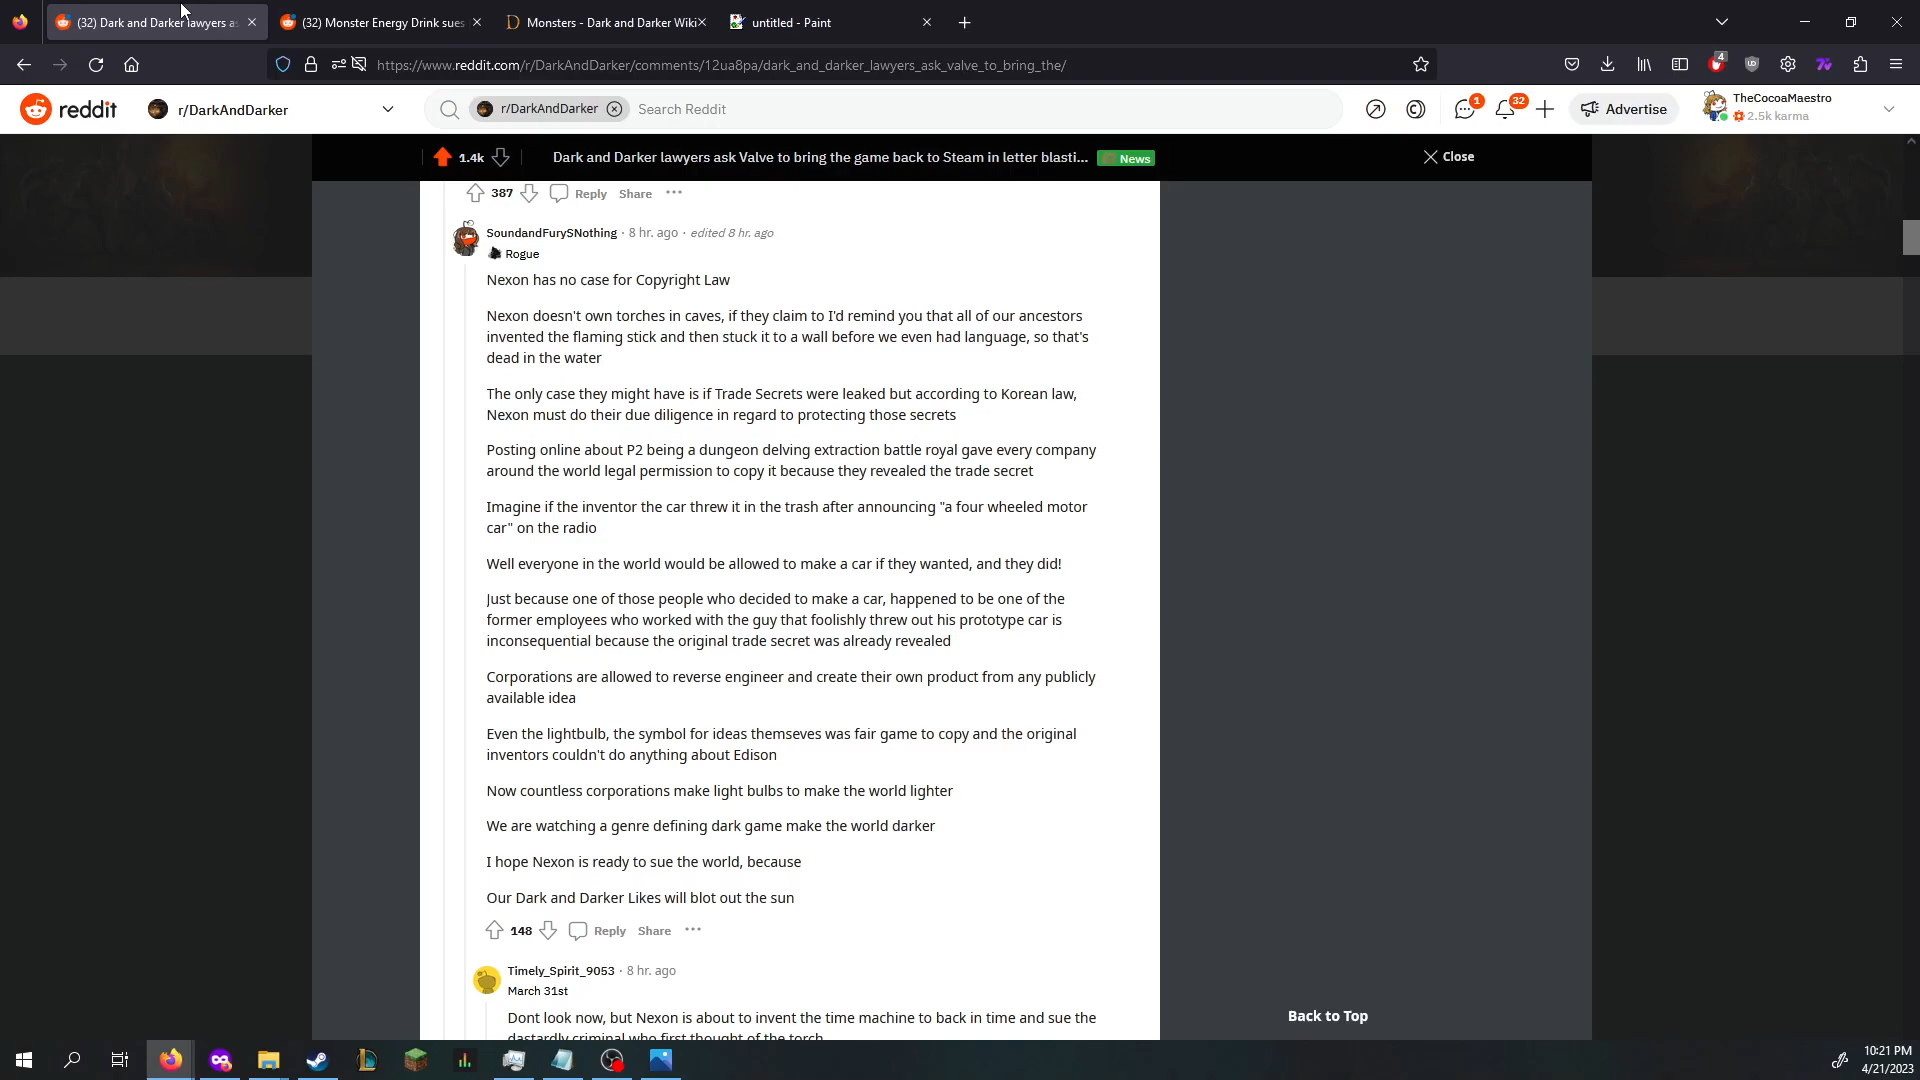 (32) Dark and Darker lawyers as
(32) Monster Energy Drink sues
Monsters - Dark and Darker Wiki
untitled - Paint
https://www.reddit.com/r/DarkAndDarker/comments/12ua8pa/dark_and_darker_lawyers_ask_valve_to_bring_the/
4
reddit
r/DarkAndDarker
r/DarkAndDarker
Search Reddit
1
32
Advertise
TheCocoaMaestro
2.5k karma
1.4k
Dark and Darker lawyers ask Valve to bring the game back to Steam in letter blasti...
News
Close
387 Reply Share ...
SoundandFurySNothing · 8 hr. ago · edited 8 hr. ago
Rogue
Nexon has no case for Copyright Law
Nexon doesn't own torches in caves, if they claim to I'd remind you that all of our ancestors
invented the flaming stick and then stuck it to a wall before we even had language, so that's
dead in the water
The only case they might have is if Trade Secrets were leaked but according to Korean law,
Nexon must do their due diligence in regard to protecting those secrets
Posting online about P2 being a dungeon delving extraction battle royal gave every company
around the world legal permission to copy it because they revealed the trade secret
Imagine if the inventor the car threw it in the trash after announcing "a four wheeled motor
car" on the radio
Well everyone in the world would be allowed to make a car if they wanted, and they did!
Just because one of those people who decided to make a car, happened to be one of the
former employees who worked with the guy that foolishly threw out his prototype car is
inconsequential because the original trade secret was already revealed
Corporations are allowed to reverse engineer and create their own product from any publicly
available idea
Even the lightbulb, the symbol for ideas themseves was fair game to copy and the original
inventors couldn't do anything about Edison
Now countless corporations make light bulbs to make the world lighter
We are watching a genre defining dark game make the world darker
I hope Nexon is ready to sue the world, because
Our Dark and Darker Likes will blot out the sun
148 Reply Share ...
Timely_Spirit_9053 · 8 hr. ago
March 31st
Dont look now, but Nexon is about to invent the time machine to back in time and sue the
dastardly criminal who first thought of the torch
Back to Top
10:21 PM
4/21/2023